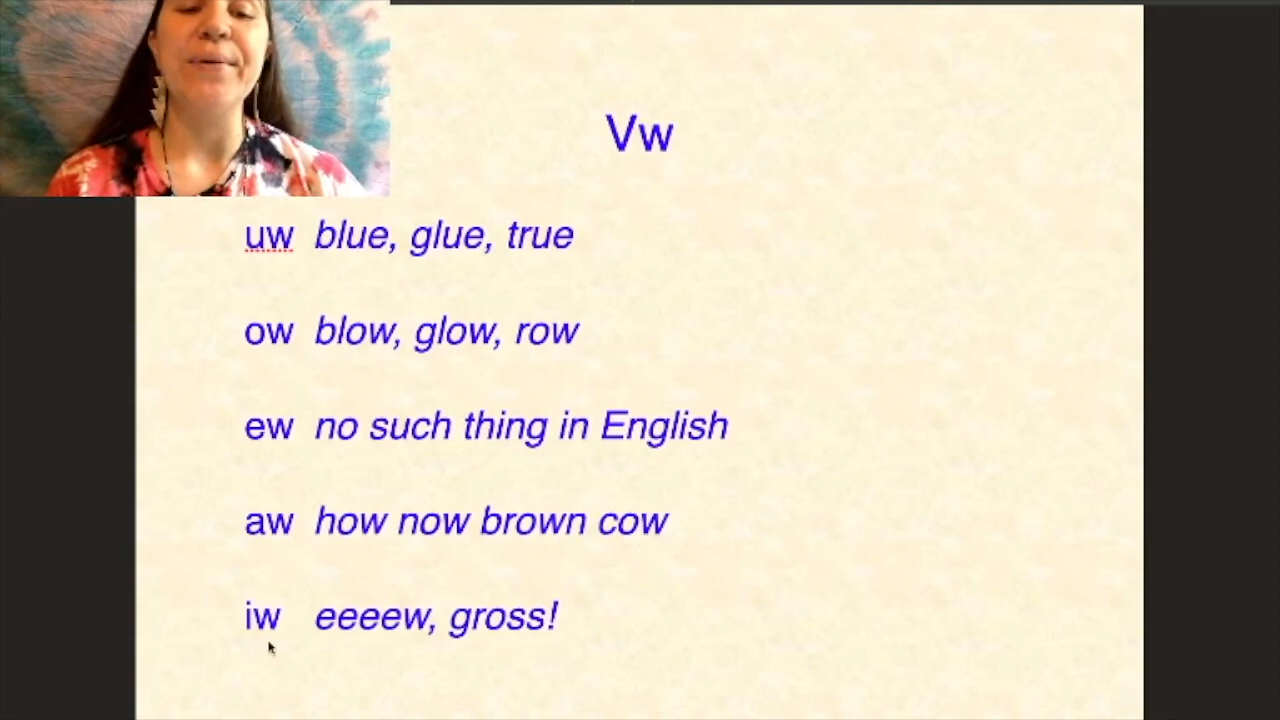 Vw
uw blue, glue, true
ow blow, glow, row
ew no such thing in English
aw how now brown cow
iw eeeew, gross!